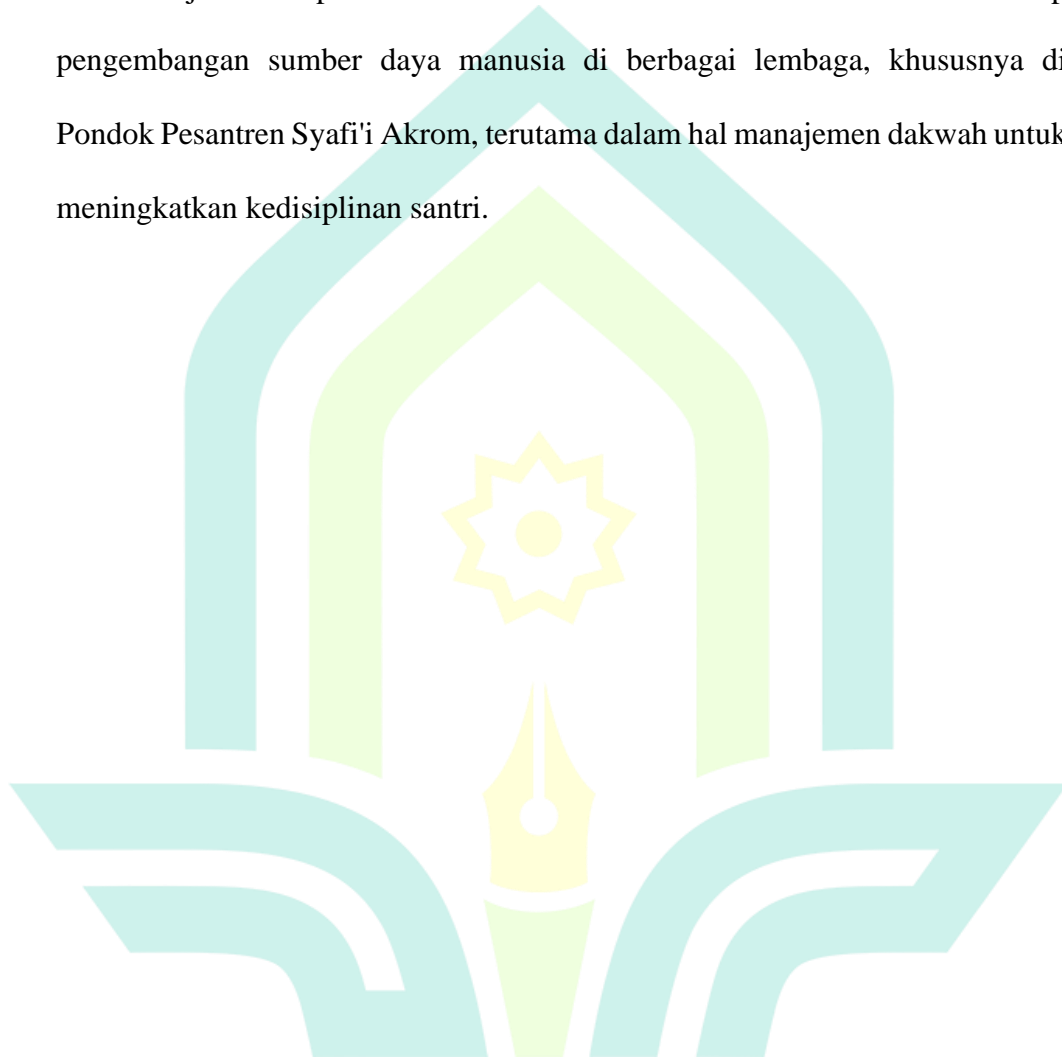 pengembangan sumber daya manusia di berbagai lembaga, khususnya di
Pondok Pesantren Syafi'i Akrom, terutama dalam hal manajemen dakwah untuk
meningkatkan kedisiplinan santri.